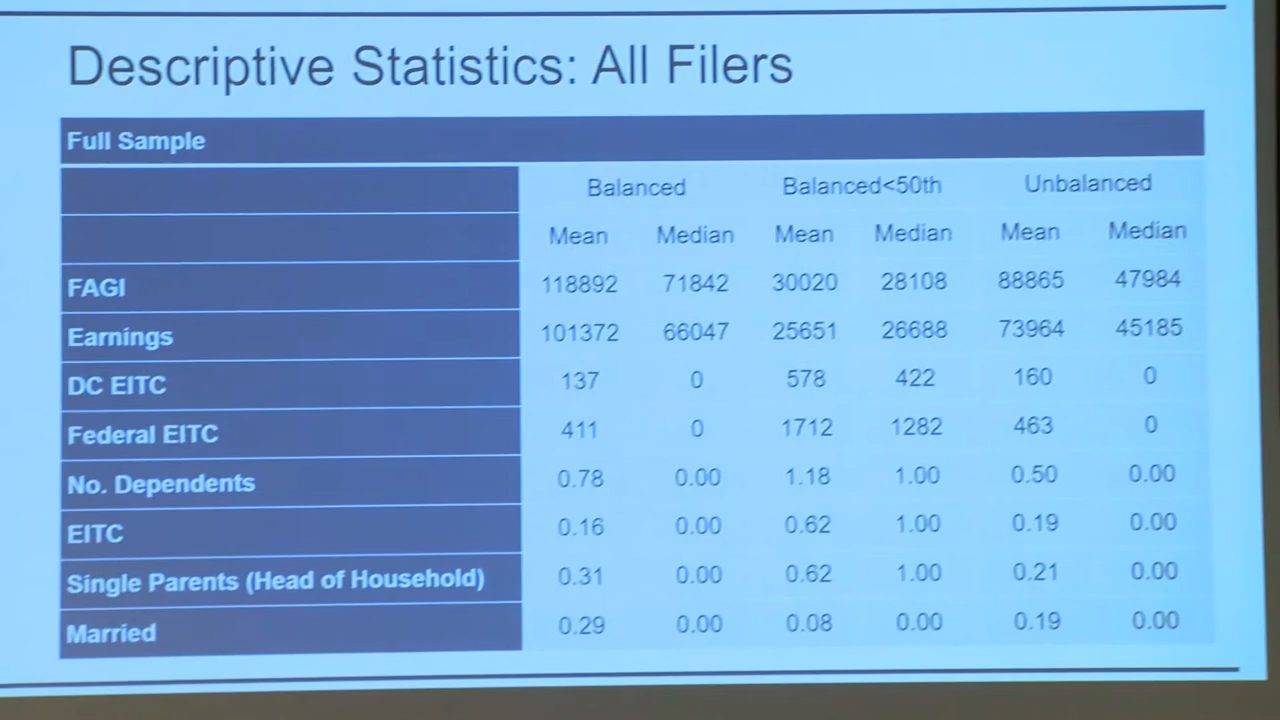 Descriptive Statistics: All Filers
Full Sample
Balanced Balanced<50th Unbalanced
Mean Median Mean Median Mean Median
FAGI 118892 71842 30020 28108 88865 47984
Earnings 101372 66047 25651 26688 73964 45185
DC EITC 137 0 578 422 160 0
Federal EITC 411 0 1712 1282 463 0
No. Dependents 0.78 0.00 1.18 1.00 0.50 0.00
EITC 0.16 0.00 0.62 1.00 0.19 0.00
Single Parents (Head of Household) 0.31 0.00 0.62 1.00 0.21 0.00
Married 0.29 0.00 0.08 0.00 0.19 0.00